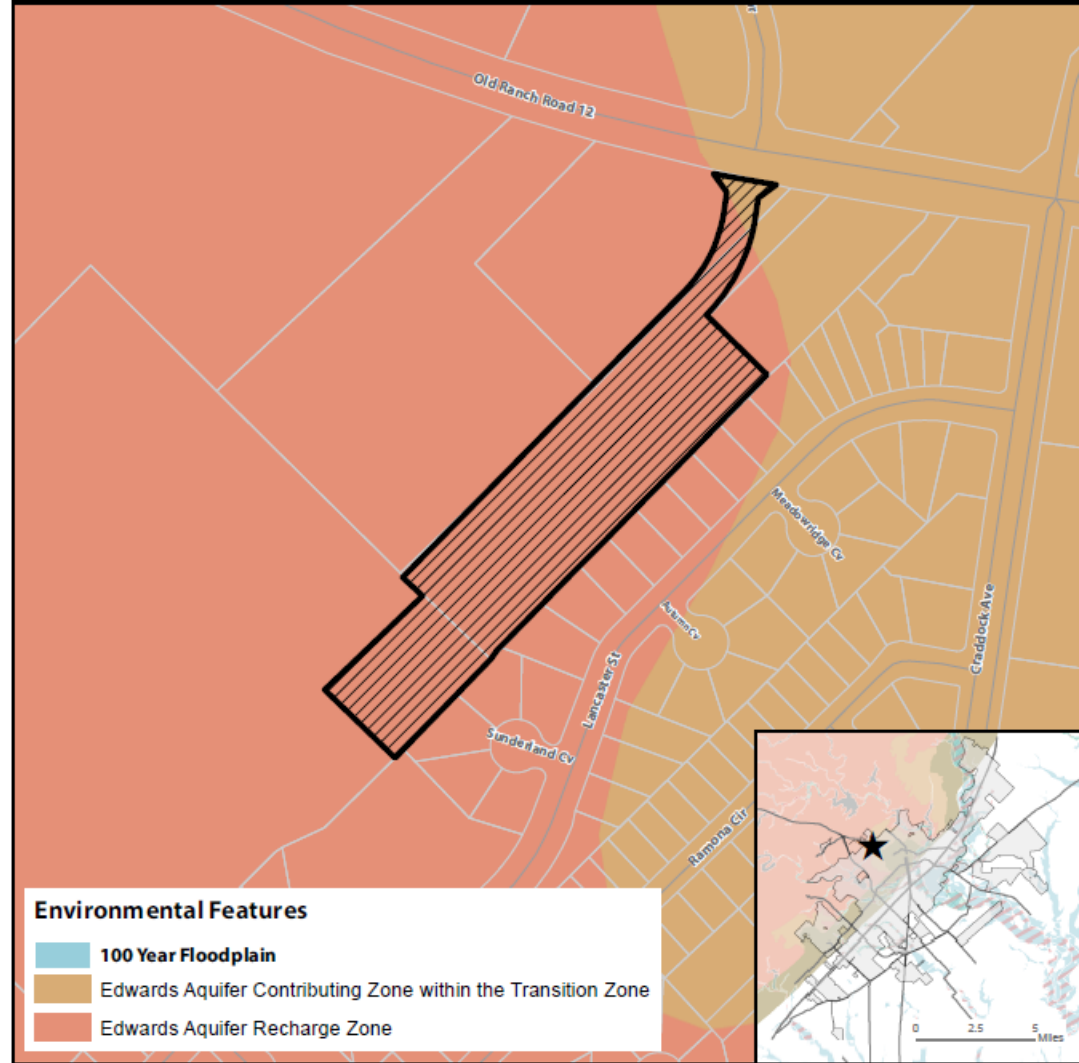 Old Ranch Road 12
Meadowridge Cv
Autumn Cv
Lancaster St
Craddock Ave
Sunderland Cv
Ramona Cir
Environmental Features
100 Year Floodplain
Edwards Aquifer Contributing Zone within the Transition Zone
Edwards Aquifer Recharge Zone
0 2.5 5
Miles